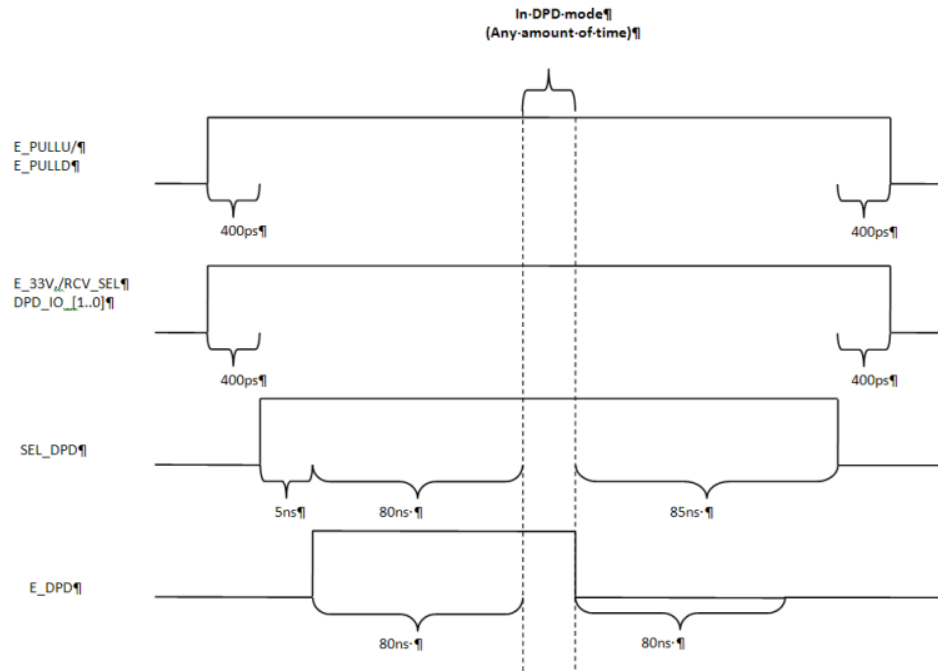 In·DPD·mode¶
(Any·amount·of·time)¶
E_PULLU/¶
E_PULLD¶
400ps¶
400ps¶
E_33V,/RCV_SEL¶
DPD_IO_[1..0]¶
400ps¶
400ps¶
SEL_DPD¶
5ns¶
80ns·¶
85ns·¶
E_DPD¶
80ns·¶
80ns·¶